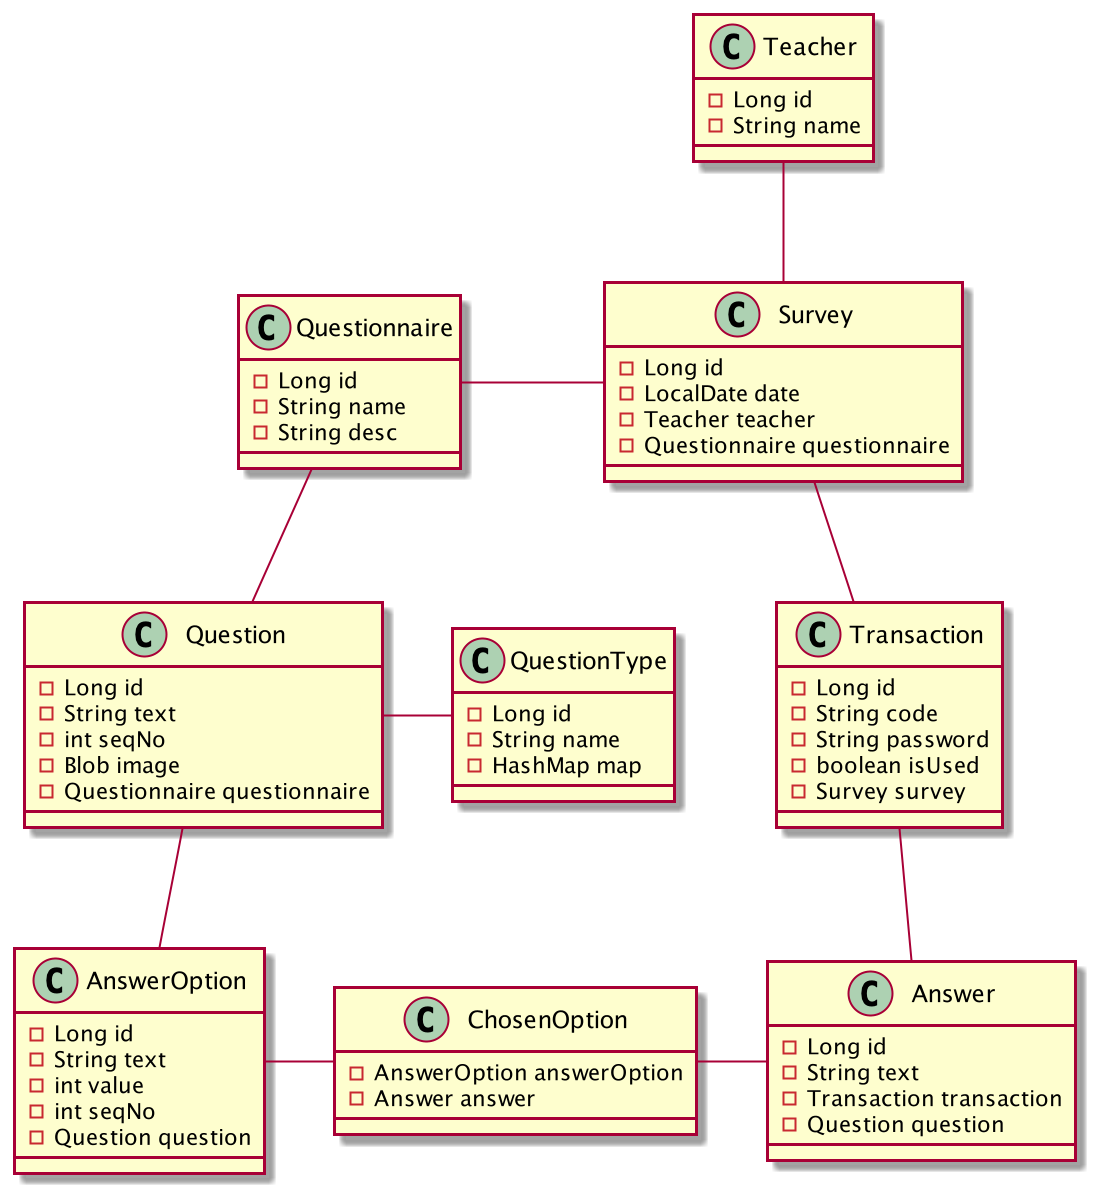 C Teacher
Long id
String name
C Questionnaire
Long id
String name
String desc
C Survey
Long id
LocalDate date
Teacher teacher
Questionnaire questionnaire
C Question
Long id
String text
int seqNo
Blob image
Questionnaire questionnaire
C QuestionType
Long id
String name
HashMap map
C Transaction
Long id
String code
String password
boolean isUsed
Survey survey
C AnswerOption
Long id
String text
int value
int seqNo
Question question
C ChosenOption
AnswerOption answerOption
Answer answer
C Answer
Long id
String text
Transaction transaction
Question question